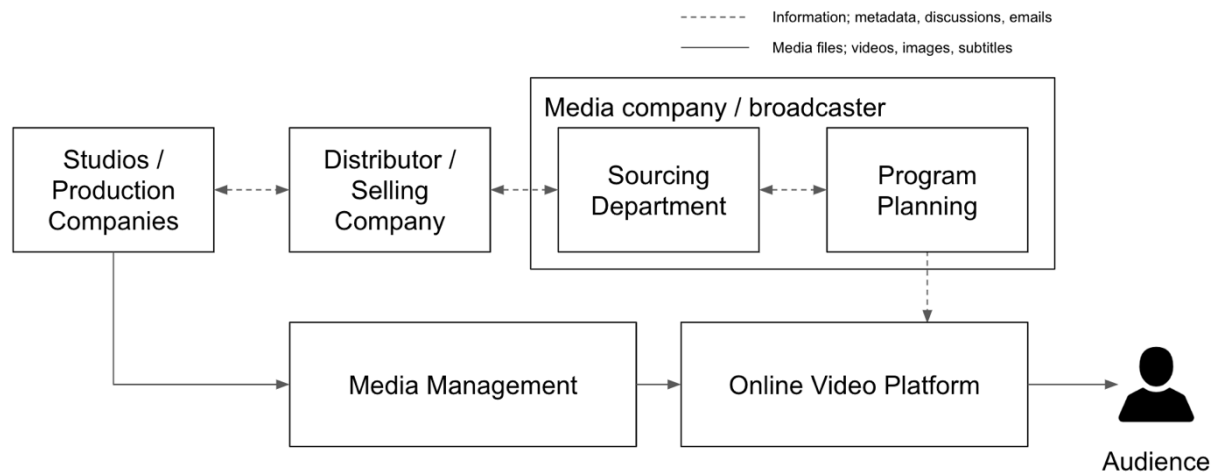 Information; metadata, discussions, emails
Media files; videos, images, subtitles
Media company / broadcaster
Studios /
Production
Companies
Distributor /
Selling
Company
Sourcing
Department
Program
Planning
Media Management
Online Video Platform
Audience